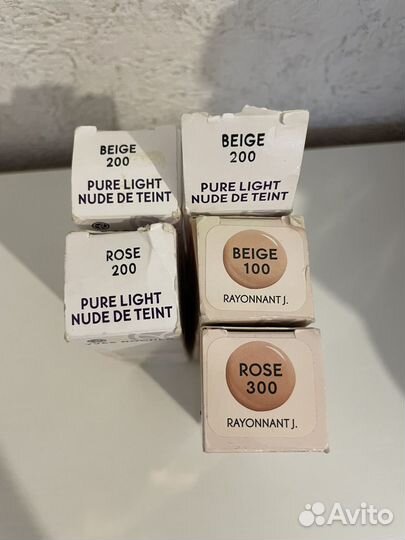 BEIGE
200
PURE LIGHT
NUDE DE TEINT
BEIGE
200
PURE LIGHT
NUDE DE TEINT
ROSE
200
PURE LIGHT
NUDE DE TEINT
BEIGE
100
RAYONNANT J.
ROSE
300
RAYONNANT J.
Avito